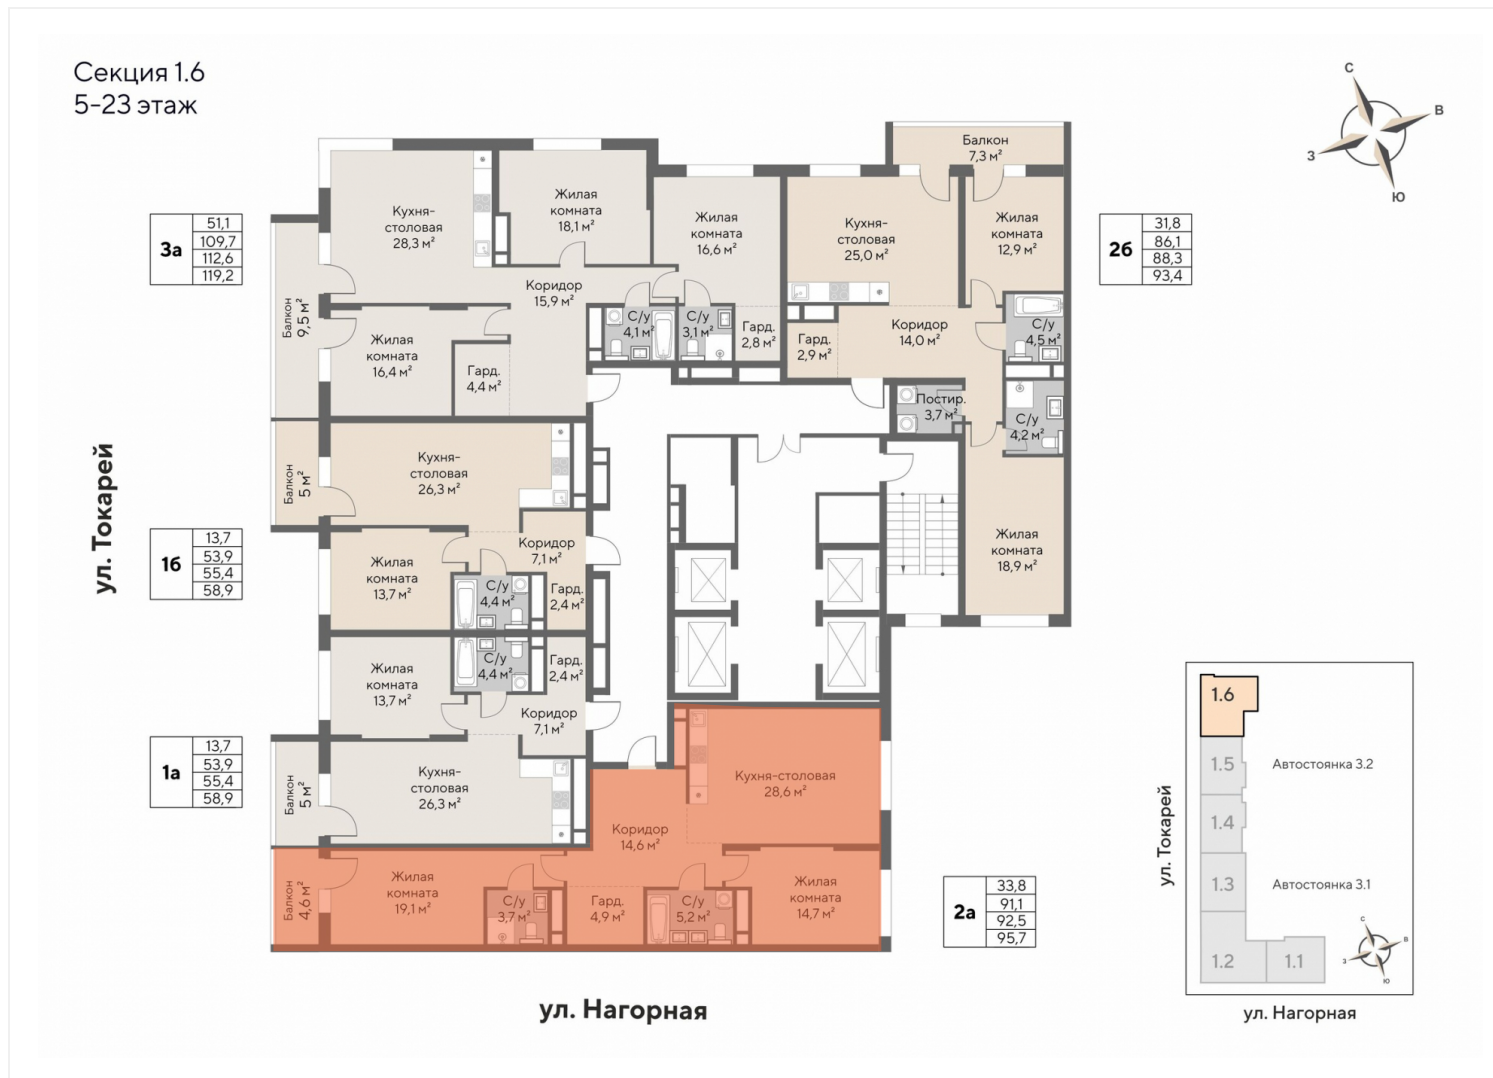 Секция 1.6
5-23 этаж
С
В
З
Ю
3а
51,1
109,7
112,6
119,2
Кухня-
столовая
28,3 м²
Жилая
комната
18,1 м²
Жилая
комната
16,6 м²
Балкон
7,3 м²
Кухня-
столовая
25,0 м²
Жилая
комната
12,9 м²
2б
31,8
86,1
88,3
93,4
Балкон
9,5 м²
Коридор
15,9 м²
Жилая
комната
16,4 м²
Гард.
4,4 м²
С/у
4,1 м²
С/у
3,1 м²
Гард.
2,8 м²
Гард.
2,9 м²
Коридор
14,0 м²
С/у
4,5 м²
Постир.
3,7 м²
С/у
4,2 м²
Жилая
комната
18,9 м²
ул. Токарей
Балкон
5 м²
Кухня-
столовая
26,3 м²
1б
13,7
53,9
55,4
58,9
Жилая
комната
13,7 м²
Коридор
7,1 м²
С/у
4,4 м²
Гард.
2,4 м²
Жилая
комната
13,7 м²
С/у
4,4 м²
Гард.
2,4 м²
Коридор
7,1 м²
1а
13,7
53,9
55,4
58,9
Балкон
5 м²
Кухня-
столовая
26,3 м²
Кухня-столовая
28,6 м²
Коридор
14,6 м²
Балкон
4,6 м²
Жилая
комната
19,1 м²
С/у
3,7 м²
Гард.
4,9 м²
С/у
5,2 м²
Жилая
комната
14,7 м²
2а
33,8
91,1
92,5
95,7
ул. Нагорная
1.6
1.5
Автостоянка 3.2
1.4
ул. Токарей
1.3
Автостоянка 3.1
1.2
1.1
С
В
З
Ю
ул. Нагорная